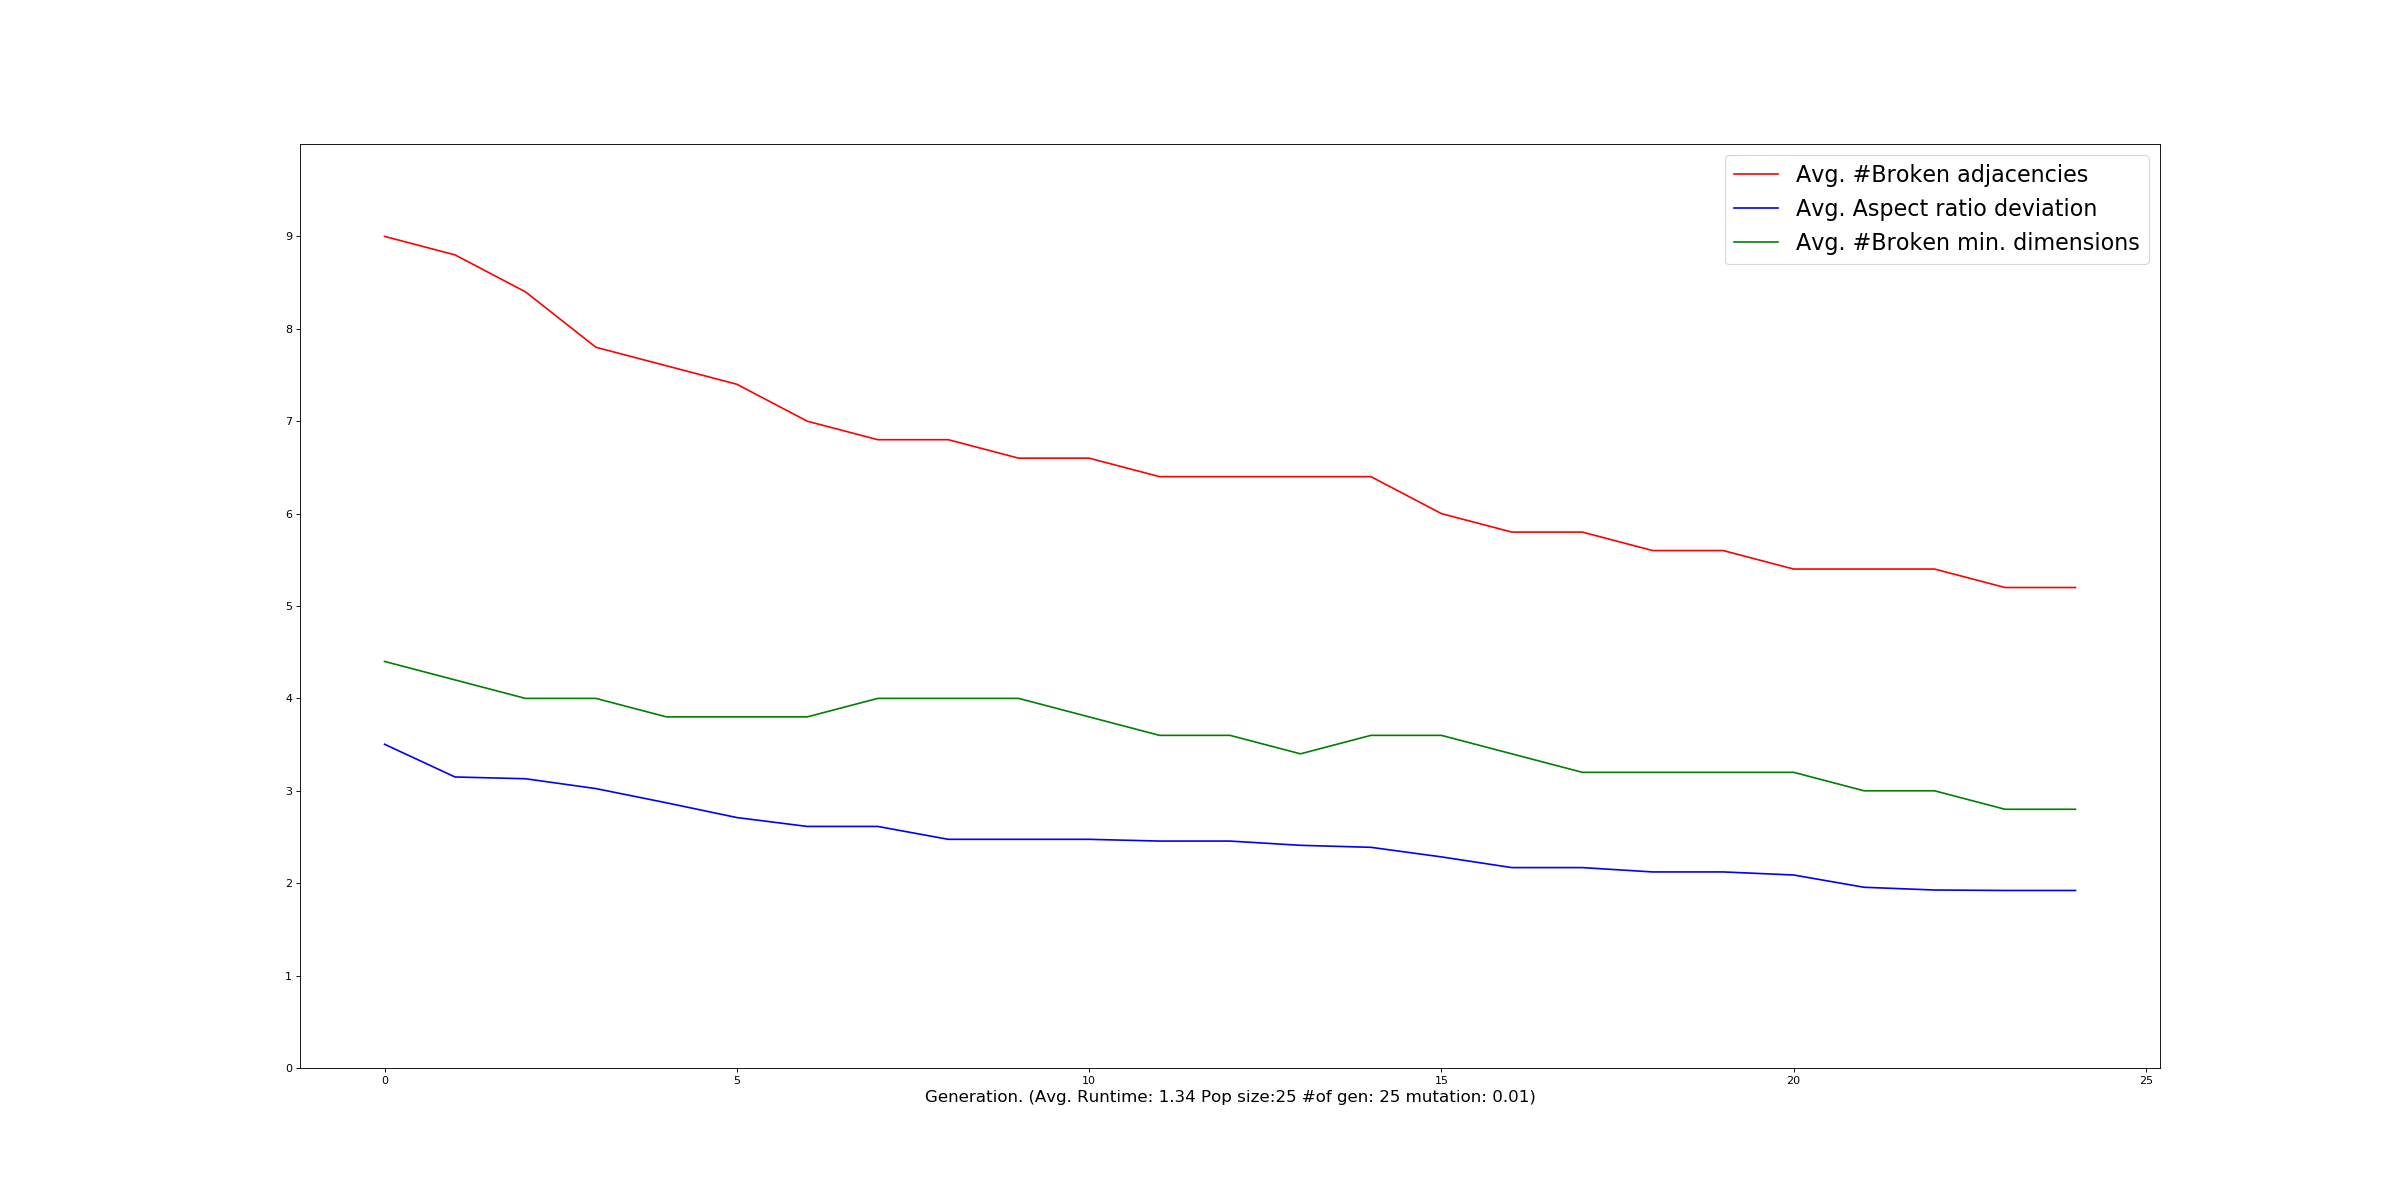 Avg. #Broken adjacencies
Avg. Aspect ratio deviation
Avg. #Broken min. dimensions
9
8
7
6
5
4
3
2
1
0
0 5 10 15 20 25
Generation. (Avg. Runtime: 1.34 Pop size:25 #of gen: 25 mutation: 0.01)